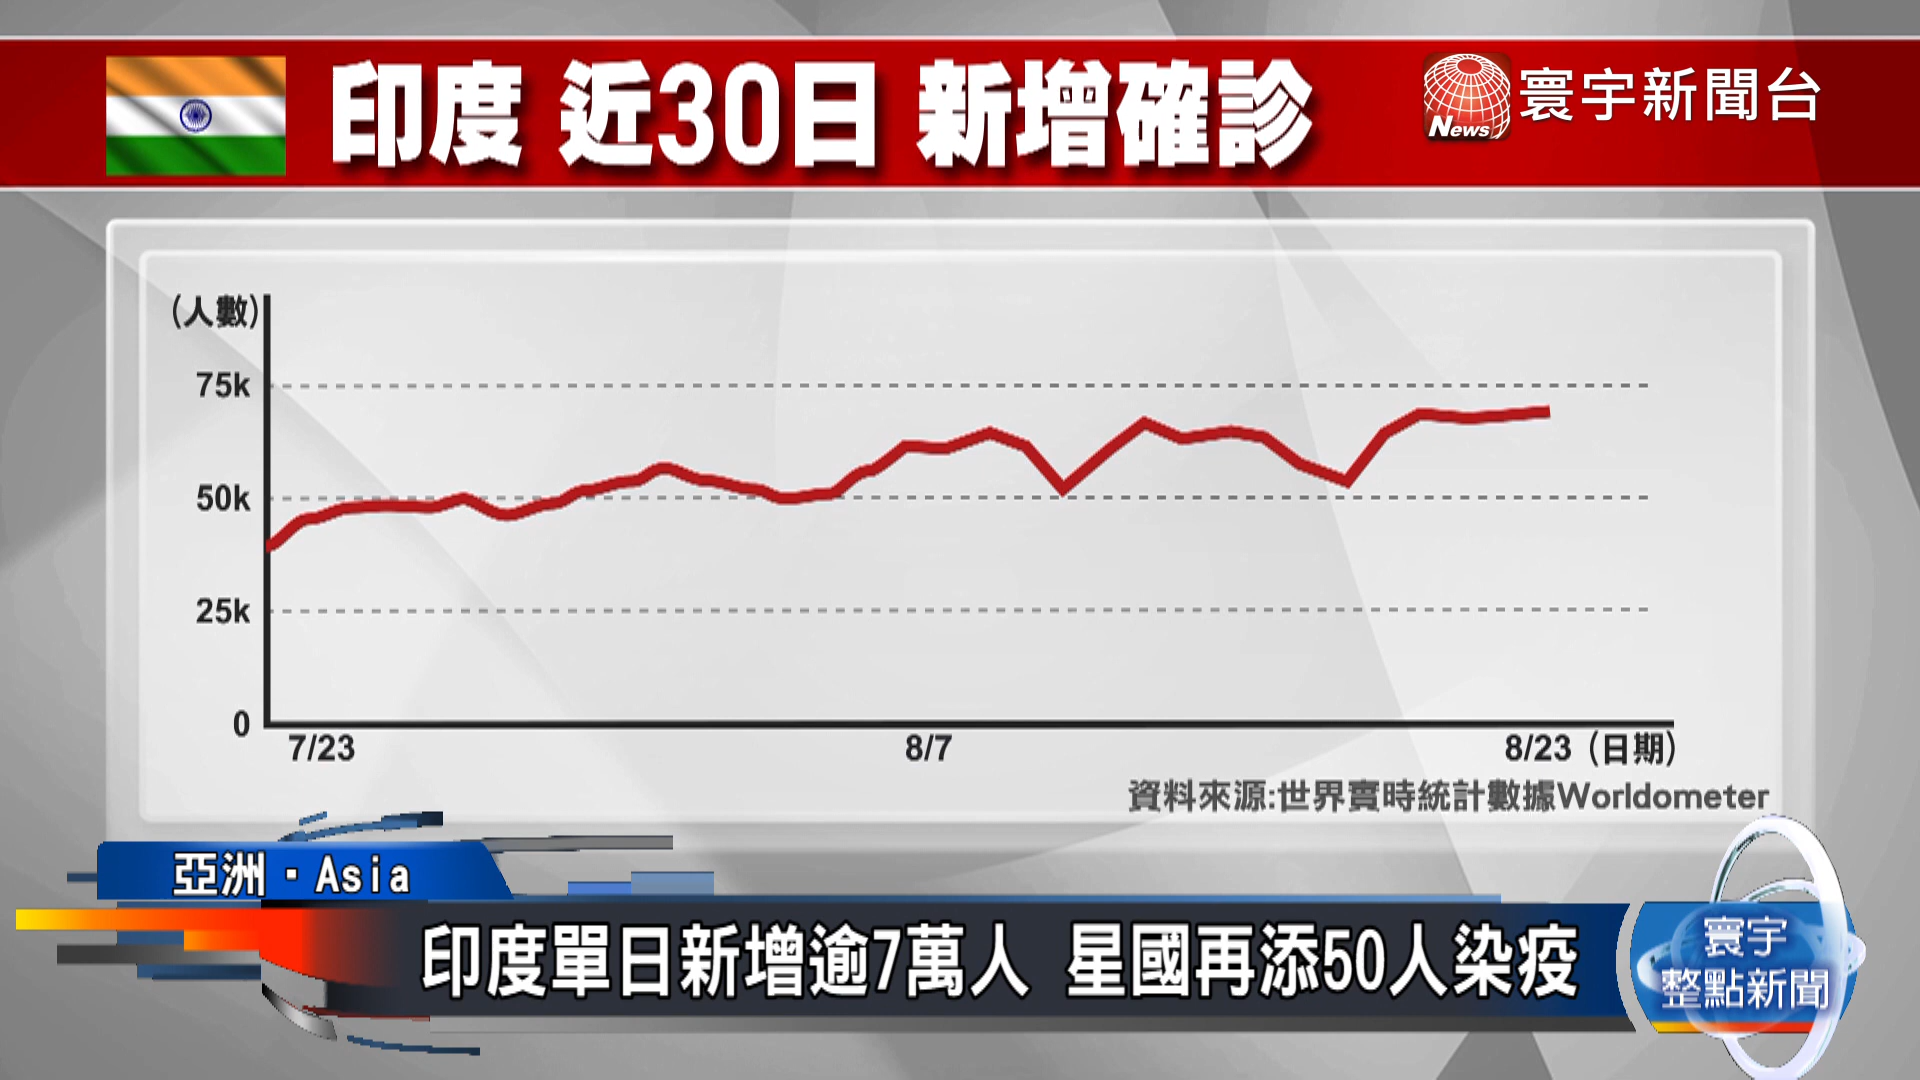 印度 近30日 新增確診
News 寰宇新聞台
(人數)
75k
50k
25k
0
7/23 8/7 8/23 (日期)
資料來源:世界實時統計數據Worldometer
亞洲・Asia
印度單日新增逾7萬人 星國再添50人染疫
寰宇
整點新聞